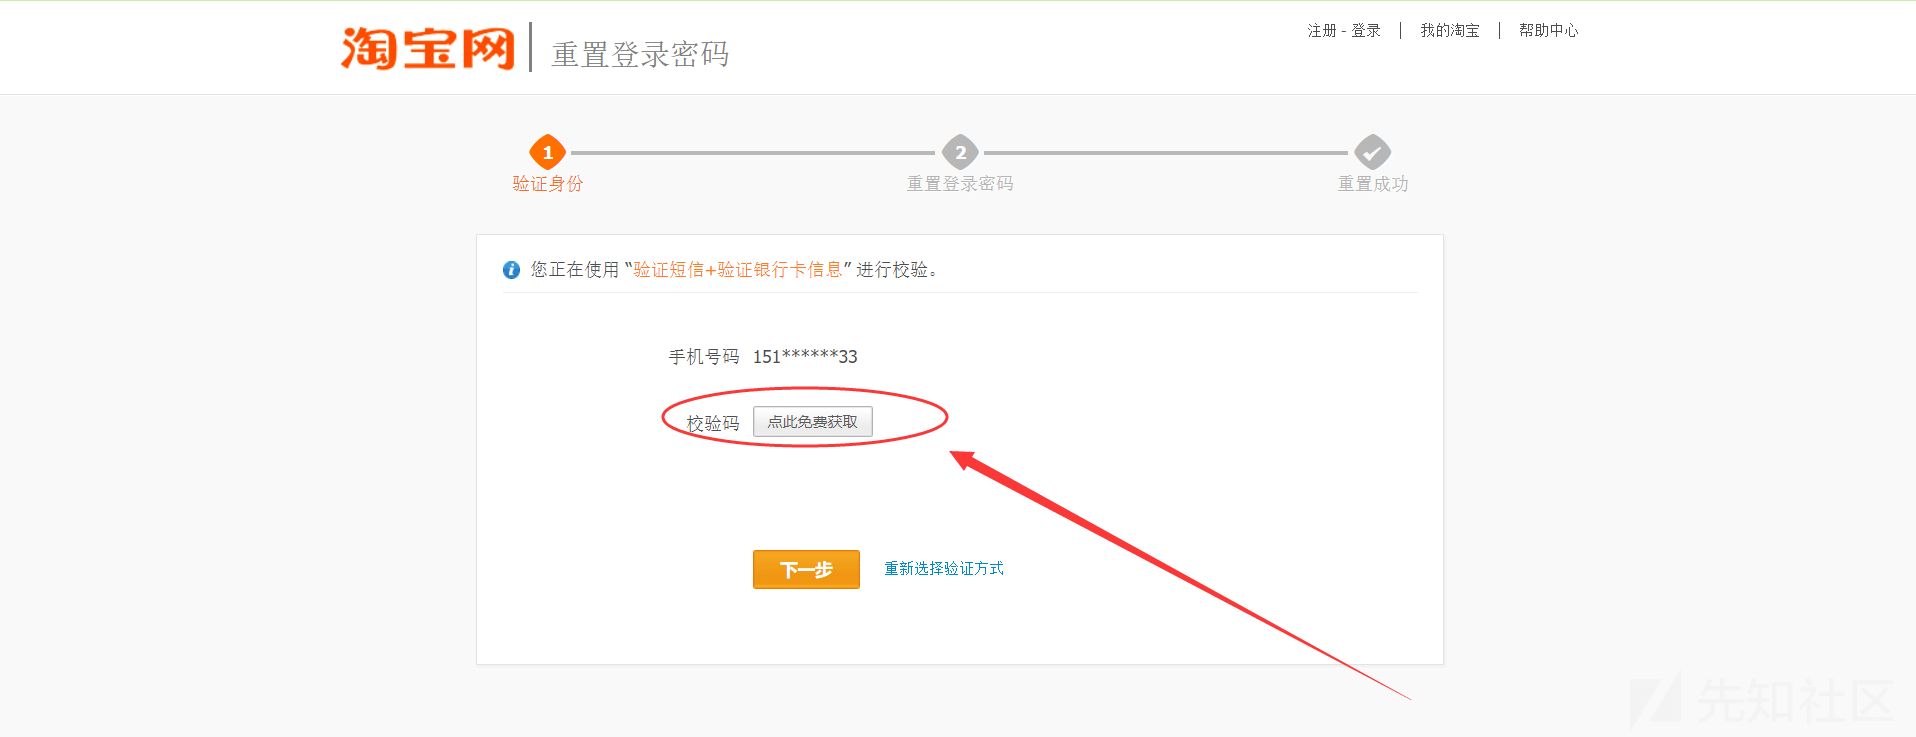 淘宝网 重置登录密码
注册 - 登录 | 我的淘宝 | 帮助中心
1 2
验证身份 重置登录密码 重置成功
您正在使用 “验证短信+验证银行卡信息” 进行校验。
手机号码 151******33
校验码 点此免费获取
下一步 重新选择验证方式
先知社区